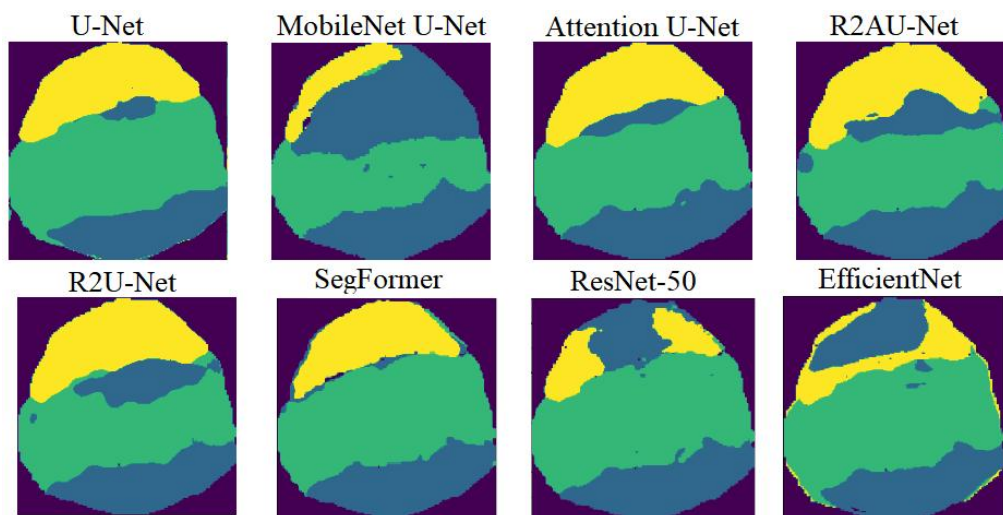 U-Net MobileNet U-Net Attention U-Net R2AU-Net
R2U-Net SegFormer ResNet-50 EfficientNet